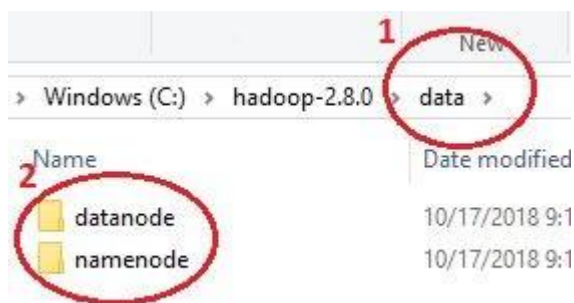 1
New
> Windows (C:) > hadoop-2.8.0 > data >
Name Date modified
2
datanode 10/17/2018 9:1
namenode 10/17/2018 9:1